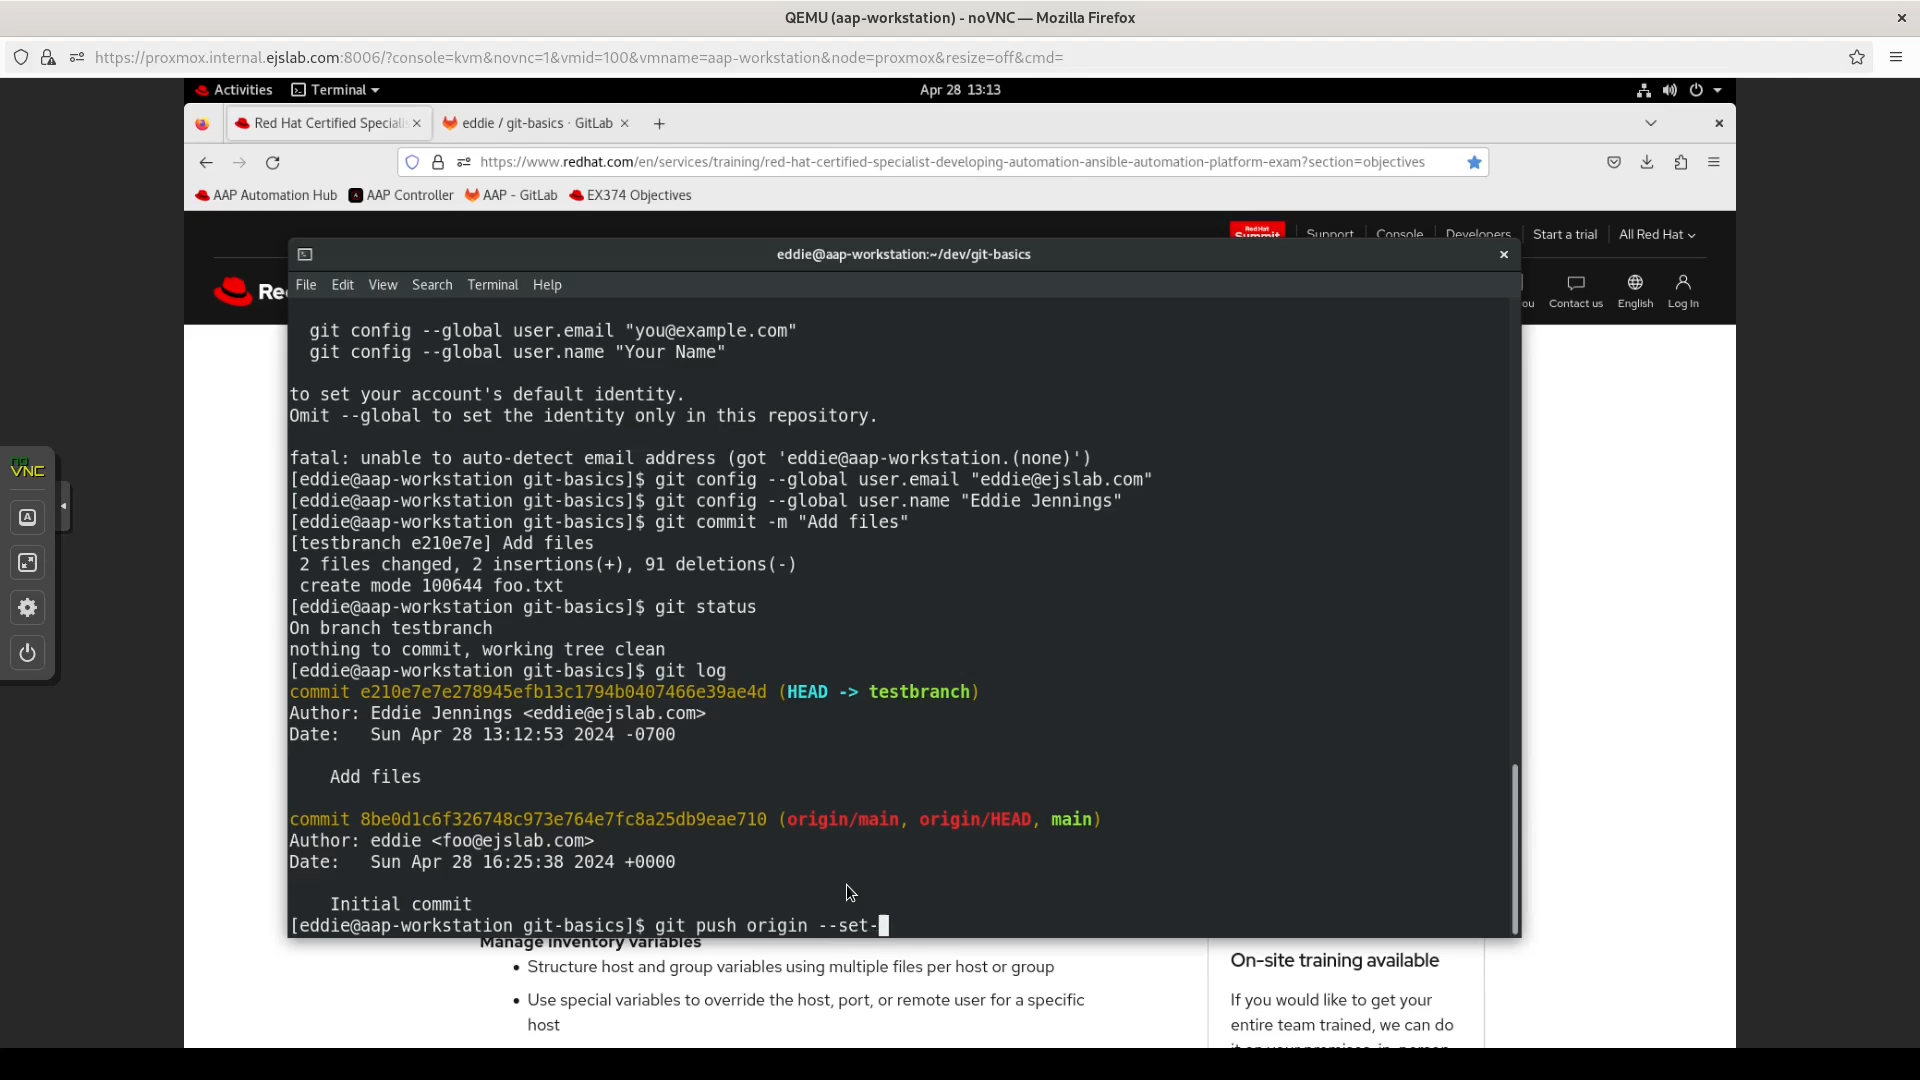 QEMU (aap-workstation) - noVNC — Mozilla Firefox
https://proxmox.internal.ejslab.com:8006/?console=kvm&novnc=1&vmid=100&vmname=aap-workstation&node=proxmox&resize=off&cmd=
Activities Terminal Apr 28 13:13
Red Hat Certified Speciali eddie / git-basics · GitLab
https://www.redhat.com/en/services/training/red-hat-certified-specialist-developing-automation-ansible-automation-platform-exam?section=objectives
AAP Automation Hub AAP Controller AAP - GitLab EX374 Objectives
Red Hat Summit Support Console Developers Start a trial All Red Hat
eddie@aap-workstation:~/dev/git-basics
File Edit View Search Terminal Help
Re ou Contact us English Log In
git config --global user.email "you@example.com"
git config --global user.name "Your Name"
to set your account's default identity.
Omit --global to set the identity only in this repository.
fatal: unable to auto-detect email address (got 'eddie@aap-workstation.(none)')
[eddie@aap-workstation git-basics]$ git config --global user.email "eddie@ejslab.com"
[eddie@aap-workstation git-basics]$ git config --global user.name "Eddie Jennings"
[eddie@aap-workstation git-basics]$ git commit -m "Add files"
[testbranch e210e7e] Add files
2 files changed, 2 insertions(+), 91 deletions(-)
create mode 100644 foo.txt
[eddie@aap-workstation git-basics]$ git status
On branch testbranch
nothing to commit, working tree clean
[eddie@aap-workstation git-basics]$ git log
commit e210e7e7e278945efb13c1794b0407466e39ae4d (HEAD -> testbranch)
Author: Eddie Jennings <eddie@ejslab.com>
Date: Sun Apr 28 13:12:53 2024 -0700
Add files
commit 8be0d1c6f326748c973e764e7fc8a25db9eae710 (origin/main, origin/HEAD, main)
Author: eddie <foo@ejslab.com>
Date: Sun Apr 28 16:25:38 2024 +0000
Initial commit
[eddie@aap-workstation git-basics]$ git push origin --set-
no VNC
A
Manage inventory variables
• Structure host and group variables using multiple files per host or group
• Use special variables to override the host, port, or remote user for a specific
host
On-site training available
If you would like to get your
entire team trained, we can do